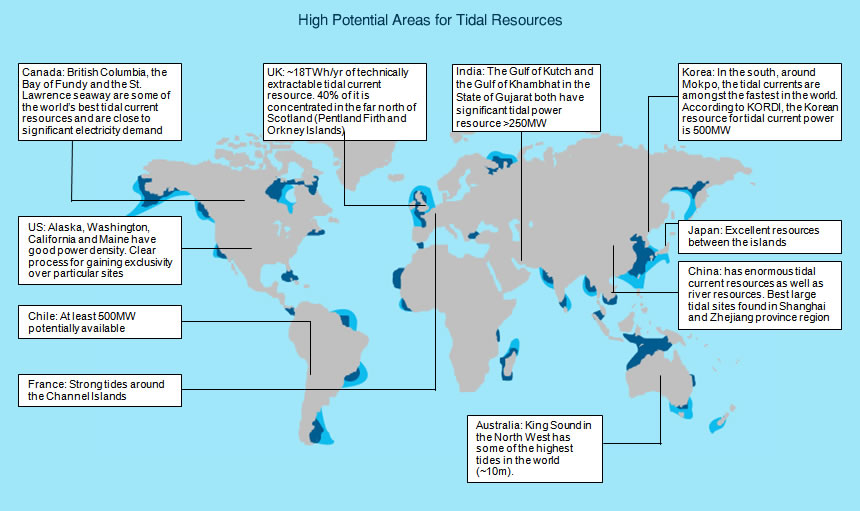 High Potential Areas for Tidal Resources
Canada: British Columbia, the
Bay of Fundy and the St.
Lawrence seaway are some of
the world's best tidal current
resources and are close to
significant electricity demand
UK: ~18TWh/yr of technically
extractable tidal current
resource. 40% of it is
concentrated in the far north of
Scotland (Pentland Firth and
Orkney Islands)
India: The Gulf of Kutch and
the Gulf of Khambhat in the
State of Gujarat both have
significant tidal power
resource >250MW
Korea: In the south, around
Mokpo, the tidal currents are
amongst the fastest in the world.
According to KORDI, the Korean
resource for tidal current power
is 500MW
US: Alaska, Washington,
California and Maine have
good power density. Clear
process for gaining exclusivity
over particular sites
Japan: Excellent resources
between the islands
China: has enormous tidal
current resources as well as
river resources. Best large
tidal sites found in Shanghai
and Zhejiang province region
Chile: At least 500MW
potentially available
France: Strong tides around
the Channel Islands
Australia: King Sound in
the North West has
some of the highest
tides in the world
(~10m).